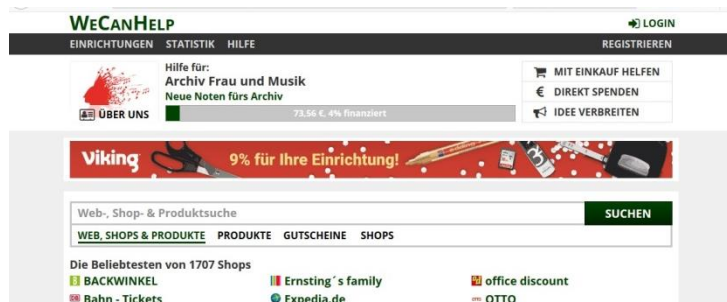 WECANHELP
LOGIN
EINRICHTUNGEN STATISTIK HILFE
REGISTRIEREN
Hilfe für:
Archiv Frau und Musik
Neue Noten fürs Archiv
ÜBER UNS
73,56 €, 4% finanziert
MIT EINKAUF HELFEN
€ DIREKT SPENDEN
IDEE VERBREITEN
Viking
9% für Ihre Einrichtung!
Web-, Shop- & Produktsuche
SUCHEN
WEB, SHOPS & PRODUKTE PRODUKTE GUTSCHEINE SHOPS
Die Beliebtesten von 1707 Shops
BACKWINKEL Ernsting´s family office discount
Bahn - Tickets Expedia.de OTTO